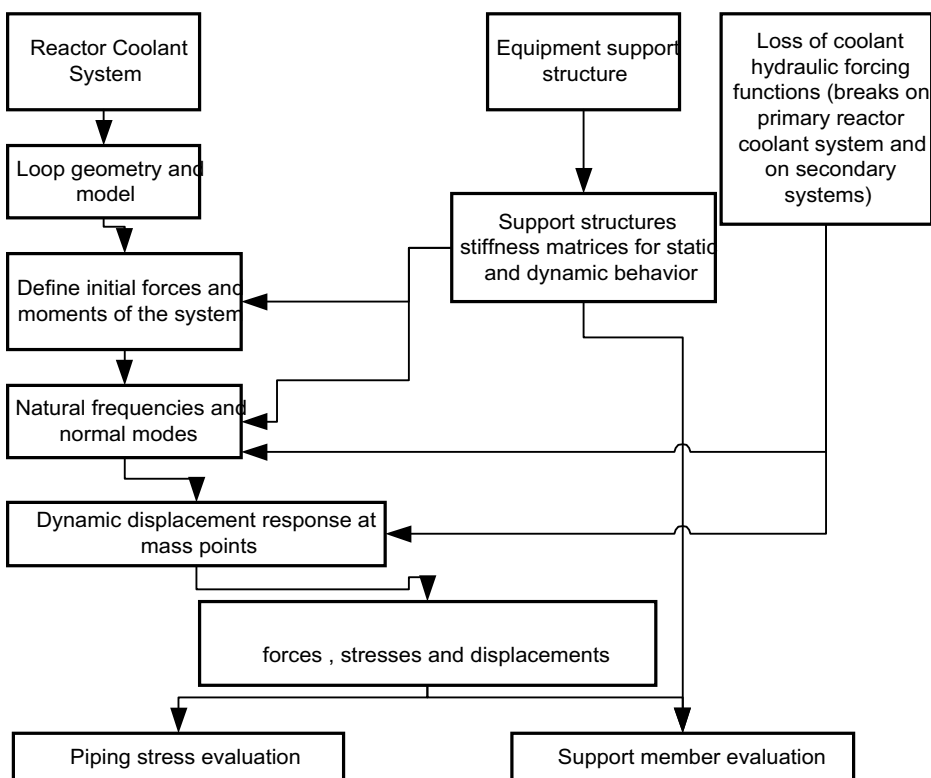 Reactor Coolant
System
Equipment support
structure
Loss of coolant
hydraulic forcing
functions (breaks on
primary reactor
coolant system and
on secondary
systems)
Loop geometry and
model
Support structures
stiffness matrices for static
and dynamic behavior
Define initial forces and
moments of the system
Natural frequencies and
normal modes
Dynamic displacement response at
mass points
forces , stresses and displacements
Piping stress evaluation
Support member evaluation